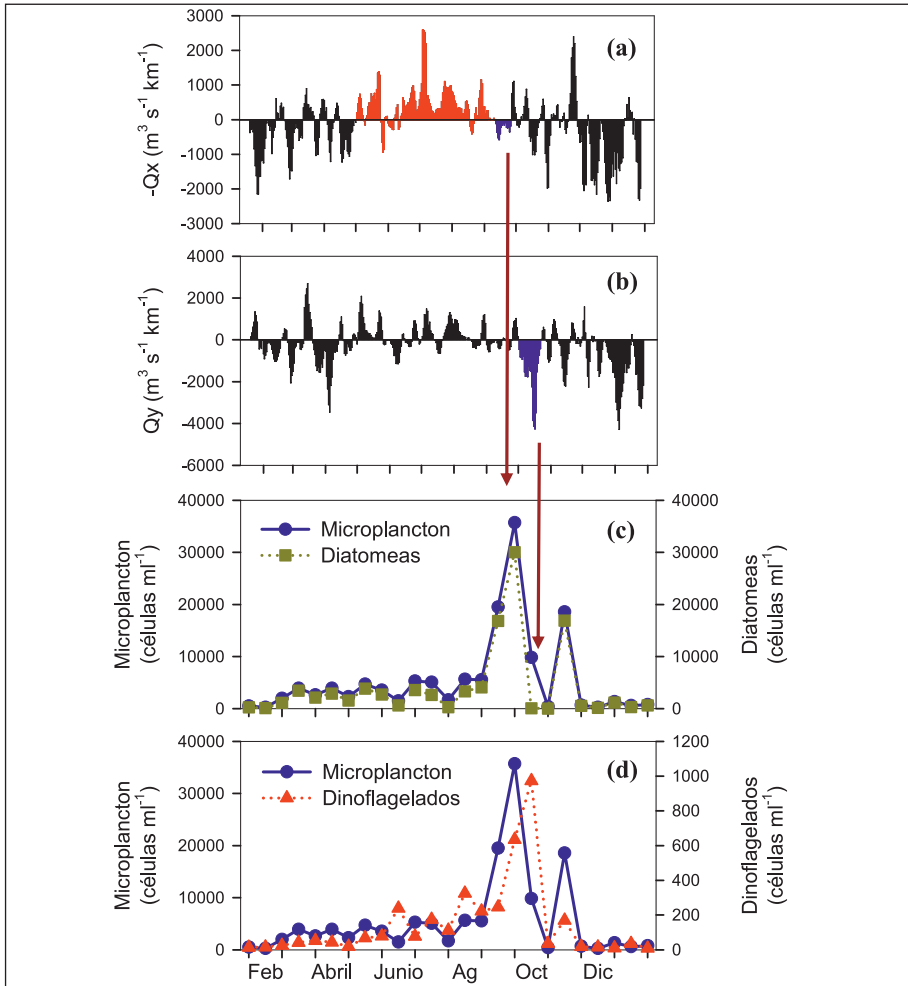 (a)
-Qx (m³ s⁻¹ km⁻¹)
3000
2000
1000
0
-1000
-2000
-3000
(b)
Qy (m³ s⁻¹ km⁻¹)
4000
2000
0
-2000
-4000
-6000
(c)
Microplancton
Diatomeas
Microplancton
(células ml⁻¹)
40000
30000
20000
10000
0
40000
30000
20000
10000
0
Diatomeas
(células ml⁻¹)
(d)
Microplancton
Dinoflagelados
Microplancton
(células ml⁻¹)
40000
30000
20000
10000
0
1200
1000
800
600
400
200
0
Dinoflagelados
(células ml⁻¹)
Feb Abril Junio Ag Oct Dic